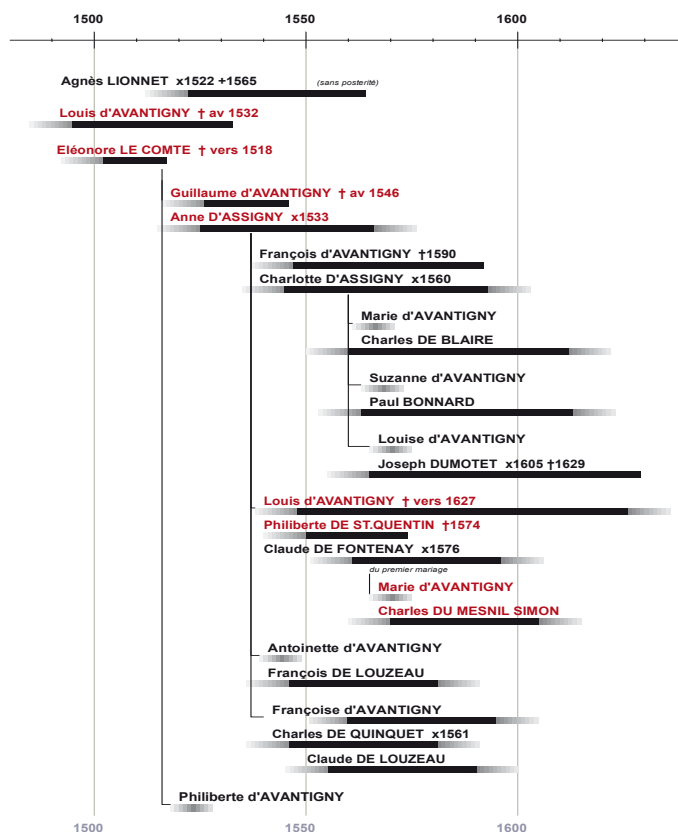 1500 1550 1600
Agnès LIONNET x1522 +1565 (sans posterité)
Louis d'AVANTIGNY † av 1532
Eléonore LE COMTE † vers 1518
Guillaume d'AVANTIGNY † av 1546
Anne D'ASSIGNY x1533
François d'AVANTIGNY †1590
Charlotte D'ASSIGNY x1560
Marie d'AVANTIGNY
Charles DE BLAIRE
Suzanne d'AVANTIGNY
Paul BONNARD
Louise d'AVANTIGNY
Joseph DUMOTET x1605 †1629
Louis d'AVANTIGNY † vers 1627
Philiberte DE ST.QUENTIN †1574
Claude DE FONTENAY x1576
du premier mariage
Marie d'AVANTIGNY
Charles DU MESNIL SIMON
Antoinette d'AVANTIGNY
François DE LOUZEAU
Françoise d'AVANTIGNY
Charles DE QUINQUET x1561
Claude DE LOUZEAU
Philiberte d'AVANTIGNY
1500 1550 1600